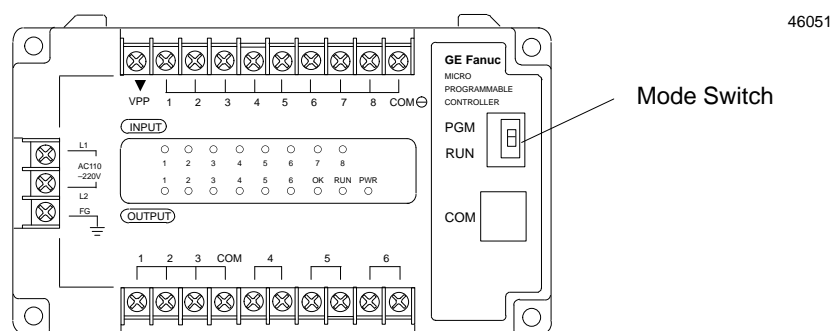 46051
GE Fanuc
MICRO
PROGRAMMABLE
CONTROLLER
Mode Switch
PGM
RUN
COM
VPP 1 2 3 4 5 6 7 8 COM
INPUT
1 2 3 4 5 6 7 8
1 2 3 4 5 6 OK RUN PWR
OUTPUT
L1
AC110
–220V
L2
FG
1 2 3 COM 4 5 6